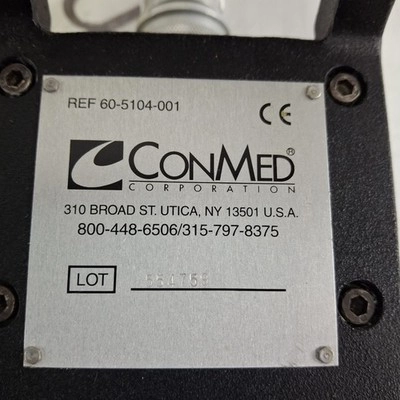 REF 60-5104-001
CE
CONMED®
CORPORATION
310 BROAD ST. UTICA, NY 13501 U.S.A.
800-448-6506/315-797-8375
LOT